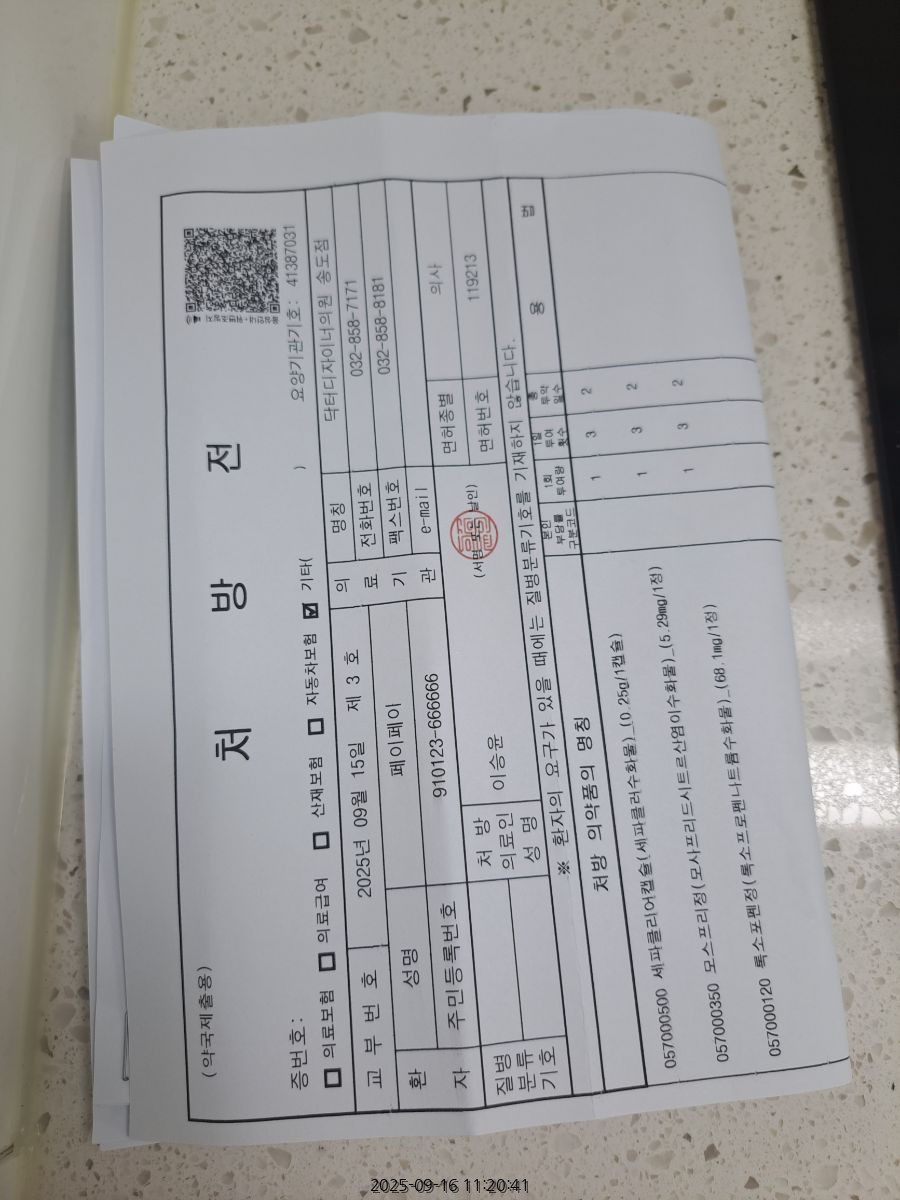 (약국제출용)
처 방 전
증번호:
요양기관기호: 41387031
□ 의료보험 □ 의료급여 □ 산재보험 □ 자동차보험 ☑ 기타( )
교 부 번 호 2025년 09월 15일 제 3 호
의 료 기 관
명칭 닥터디자이너의원 송도점
전화번호 032-858-7171
팩스번호 032-858-8181
e-mail
환 자
성명 페이페이
주민등록번호 910123-666666
질병 분류 기호
처 방 의료인 성 명 이승윤 (서명 또는 날인)
면허종별 의사
면허번호 119213
※ 환자의 요구가 있을 때에는 질병분류기호를 기재하지 않습니다.
처방 의약품의 명칭 본인 부담률 구분코드 1회 투여량 1일 투여 횟수 총 투약 일수 용 법
057000500 세파클리어캡슐(세파클러수화물)_(0.25g/1캡슐) 1 3 2
057000350 모스프리정(모사프리드시트르산염이수화물)_(5.29mg/1정) 1 3 2
057000120 록소포펜정(록소프로펜나트륨수화물)_(68.1mg/1정) 1 3 2
2025-09-16 11:20:41